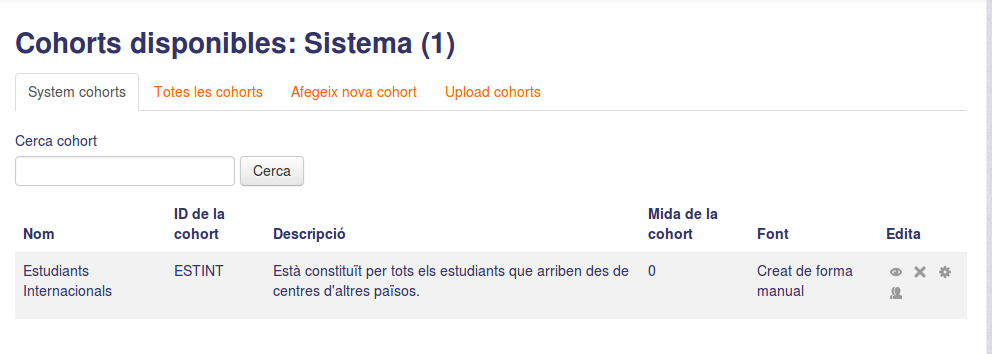 Cohorts disponibles: Sistema (1)
System cohorts Totes les cohorts Afegeix nova cohort Upload cohorts
Cerca cohort
Cerca
Nom ID de la cohort Descripció Mida de la cohort Font Edita
Estudiants Internacionals ESTINT Està constituït per tots els estudiants que arriben des de centres d'altres països. 0 Creat de forma manual